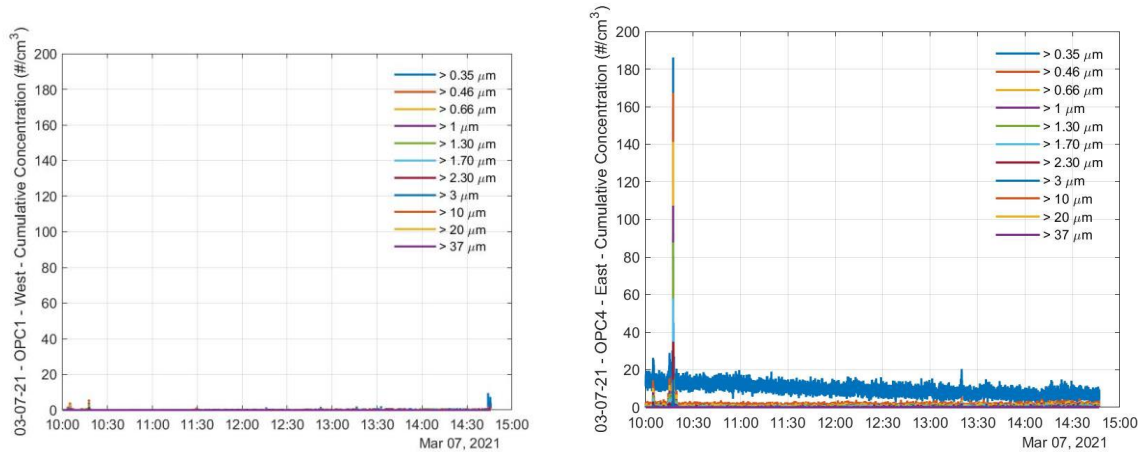 03-07-21 - OPC1 - West - Cumulative Concentration (#/cm³)
200
180
160
140
120
100
80
60
40
20
0
> 0.35 μm
> 0.46 μm
> 0.66 μm
> 1 μm
> 1.30 μm
> 1.70 μm
> 2.30 μm
> 3 μm
> 10 μm
> 20 μm
> 37 μm
10:00 10:30 11:00 11:30 12:00 12:30 13:00 13:30 14:00 14:30 15:00
Mar 07, 2021
03-07-21 - OPC4 - East - Cumulative Concentration (#/cm³)
200
180
160
140
120
100
80
60
40
20
0
> 0.35 μm
> 0.46 μm
> 0.66 μm
> 1 μm
> 1.30 μm
> 1.70 μm
> 2.30 μm
> 3 μm
> 10 μm
> 20 μm
> 37 μm
10:00 10:30 11:00 11:30 12:00 12:30 13:00 13:30 14:00 14:30 15:00
Mar 07, 2021